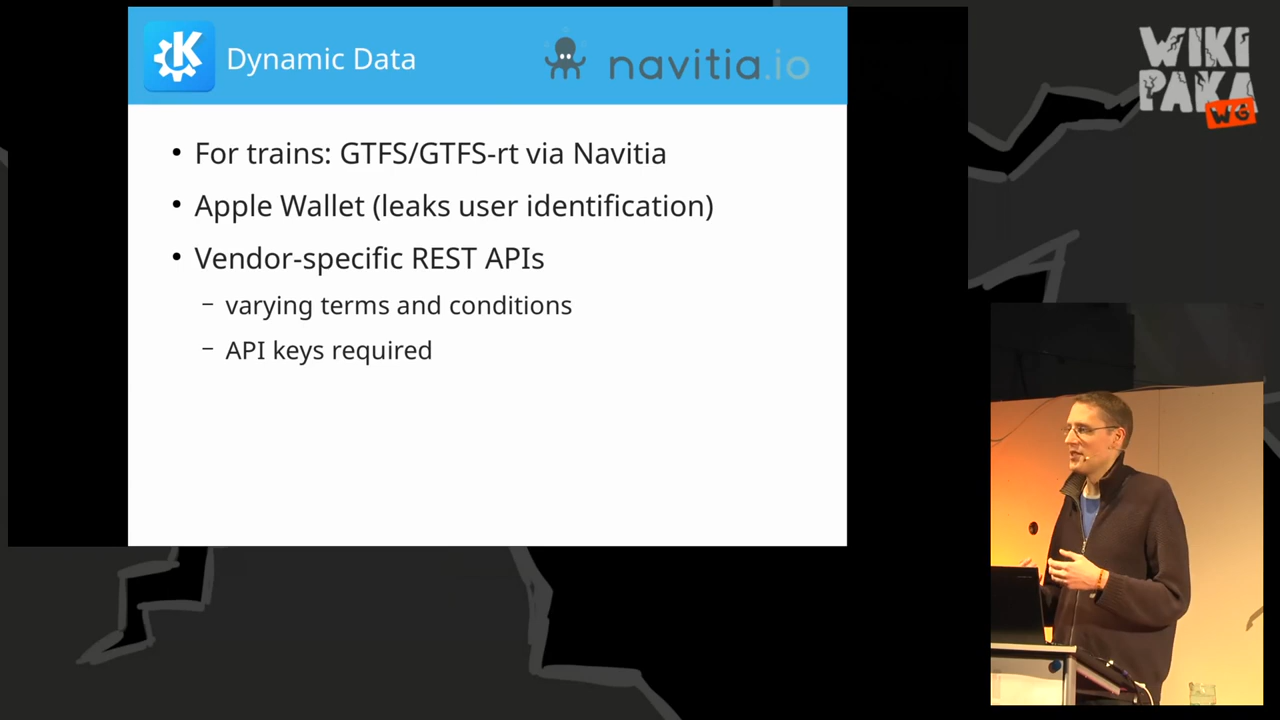 Dynamic Data
navitia.io
• For trains: GTFS/GTFS-rt via Navitia
• Apple Wallet (leaks user identification)
• Vendor-specific REST APIs
– varying terms and conditions
– API keys required
WIKI
PAKA
WG